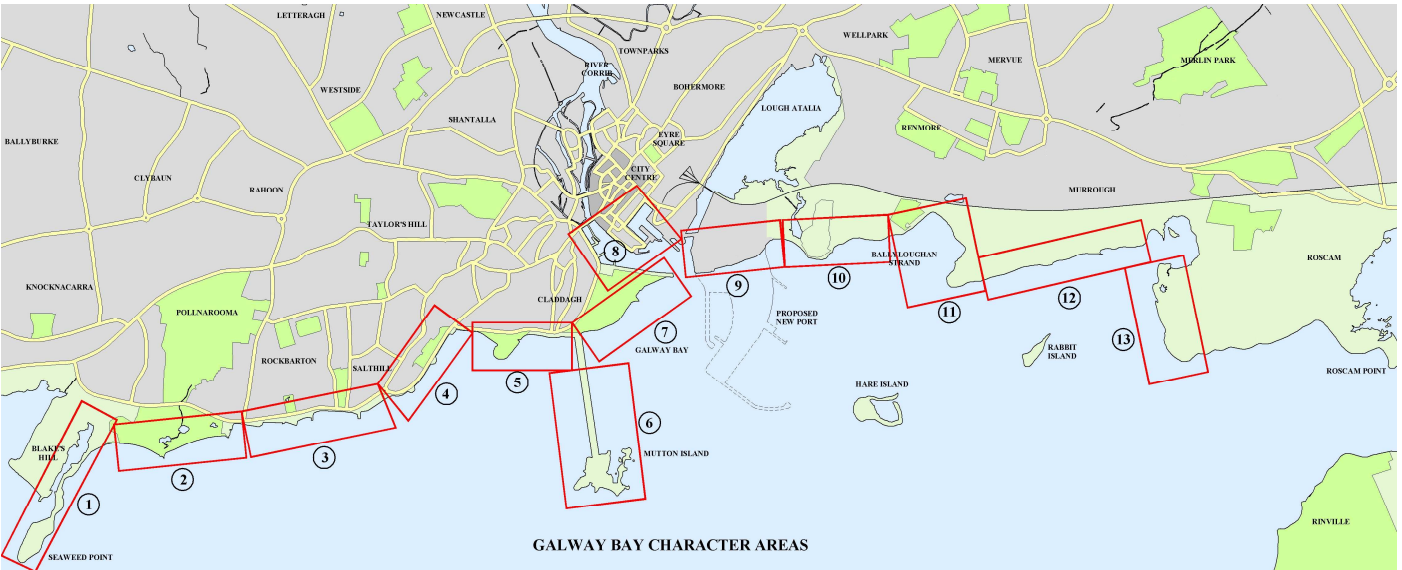 LETTERAGH
NEWCASTLE
WELLPARK
TOWNPARKS
MERVUE
MERLIN PARK
RIVER
CORRIB
BOHERMORE
WESTSIDE
LOUGH ATALIA
SHANTALLA
RENMORE
EYRE
SQUARE
BALLYBURKE
CITY
CENTRE
CLYBAUN
RAHOON
MURROUGH
TAYLOR'S HILL
8
BALLYLOUGHAN
STRAND
ROSCAM
9
10
KNOCKNACARRA
CLADDAGH
12
11
POLLNAROOMA
PROPOSED
NEW PORT
7
GALWAY BAY
RABBIT
ISLAND
13
ROCKBARTON
SALTHILL
5
ROSCAM POINT
HARE ISLAND
4
6
BLAKE'S
HILL
MUTTON ISLAND
3
2
1
RINVILLE
SEAWEED POINT
GALWAY BAY CHARACTER AREAS